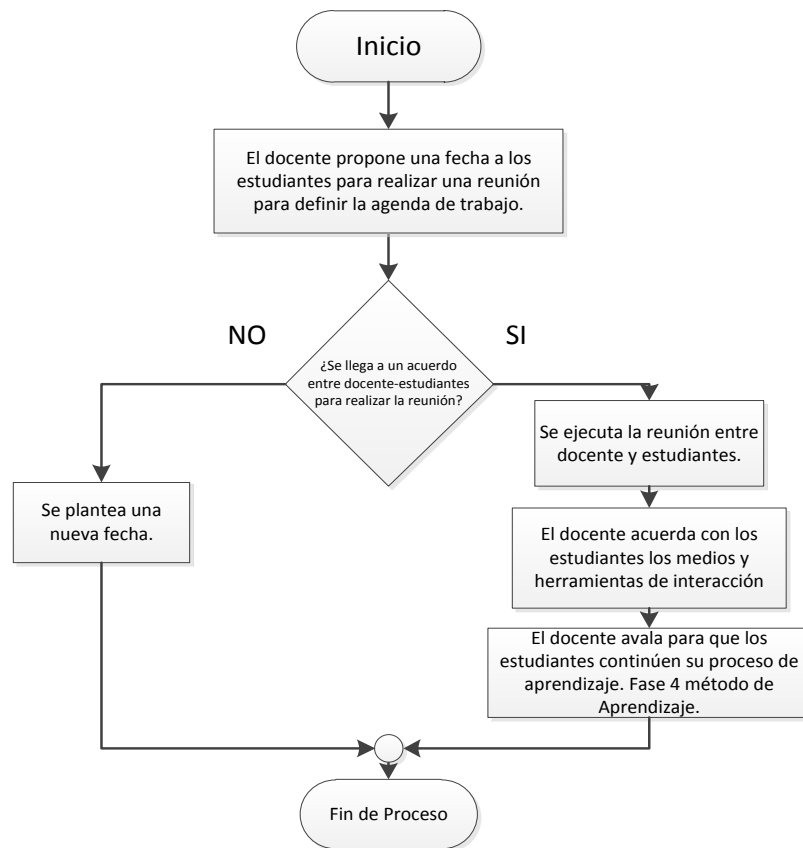 Inicio
El docente propone una fecha a los
estudiantes para realizar una reunión
para definir la agenda de trabajo.
NO
SI
¿Se llega a un acuerdo
entre docente-estudiantes
para realizar la reunión?
Se ejecuta la reunión entre
docente y estudiantes.
Se plantea una
nueva fecha.
El docente acuerda con los
estudiantes los medios y
herramientas de interacción
El docente avala para que los
estudiantes continúen su proceso de
aprendizaje. Fase 4 método de
Aprendizaje.
Fin de Proceso